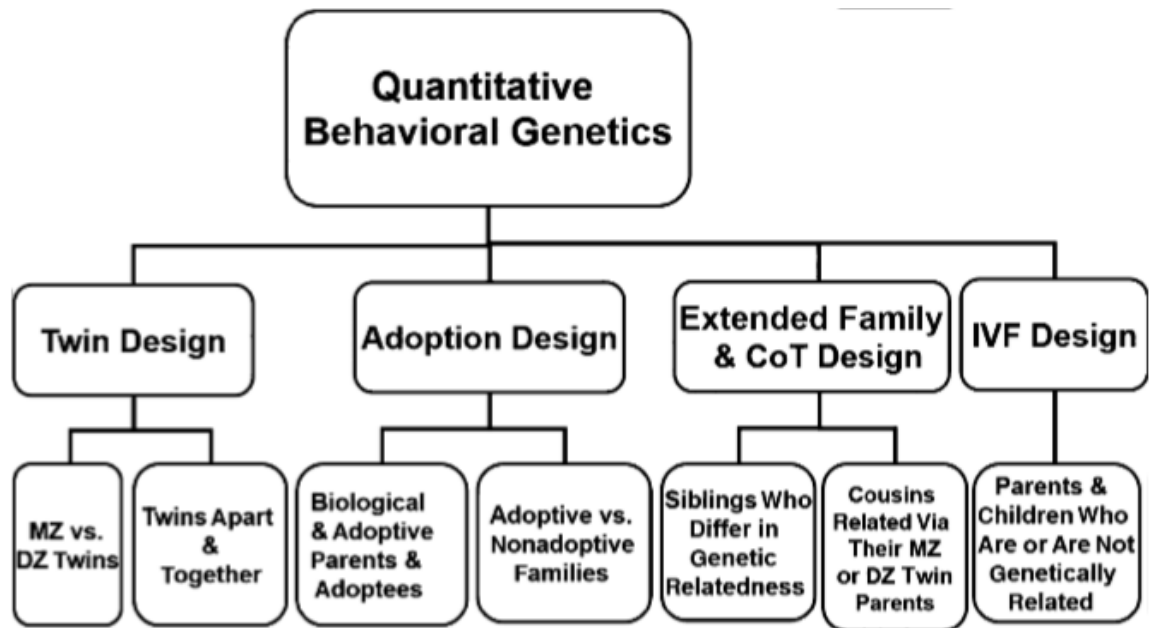 Quantitative
Behavioral Genetics
Twin Design
Adoption Design
Extended Family
& CoT Design
IVF Design
MZ vs.
DZ Twins
Twins Apart
&
Together
Biological
& Adoptive
Parents &
Adoptees
Adoptive vs.
Nonadoptive
Families
Siblings Who
Differ in
Genetic
Relatedness
Cousins
Related Via
Their MZ
or DZ Twin
Parents
Parents &
Children Who
Are or Are Not
Genetically
Related